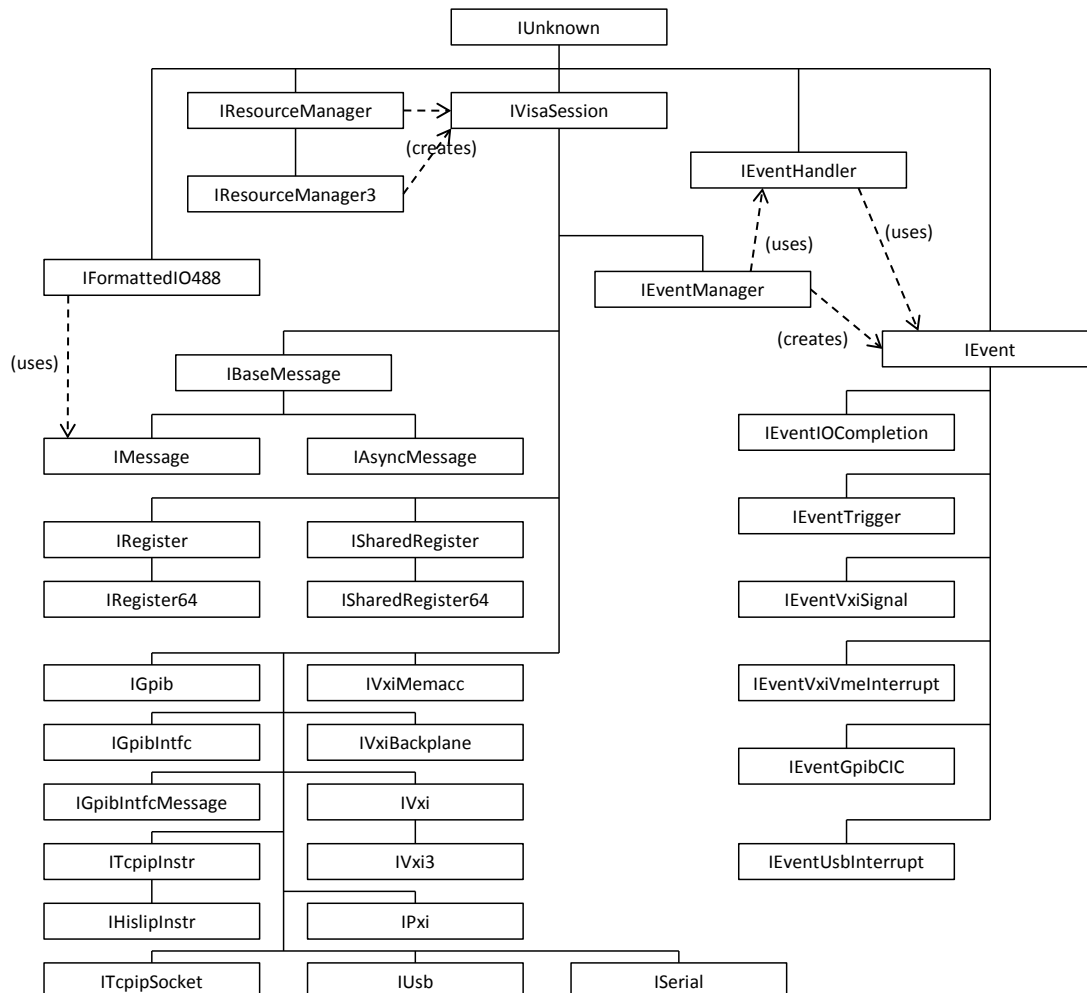 IUnknown
IResourceManager
IVisaSession
(creates)
IEventHandler
IResourceManager3
(uses)
(uses)
IFormattedIO488
IEventManager
(creates)
IEvent
(uses)
IBaseMessage
IEventIOCompletion
IMessage
IAsyncMessage
IEventTrigger
IRegister
ISharedRegister
IRegister64
ISharedRegister64
IEventVxiSignal
IGpib
IVxiMemacc
IEventVxiVmeInterrupt
IGpibIntfc
IVxiBackplane
IEventGpibCIC
IGpibIntfcMessage
IVxi
ITcpipInstr
IVxi3
IEventUsbInterrupt
IHislipInstr
IPxi
ITcpipSocket
IUsb
ISerial